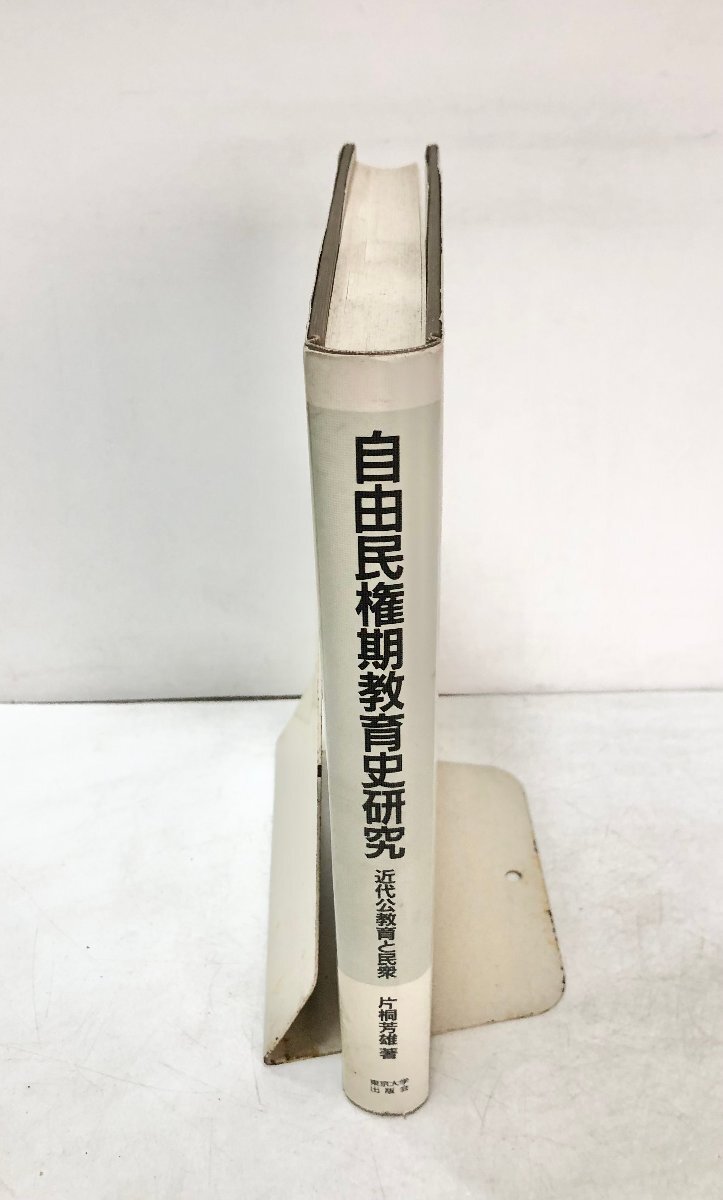 自由民権期教育史研究
近代公教育と民衆
片桐芳雄 著
東京大学
出版会